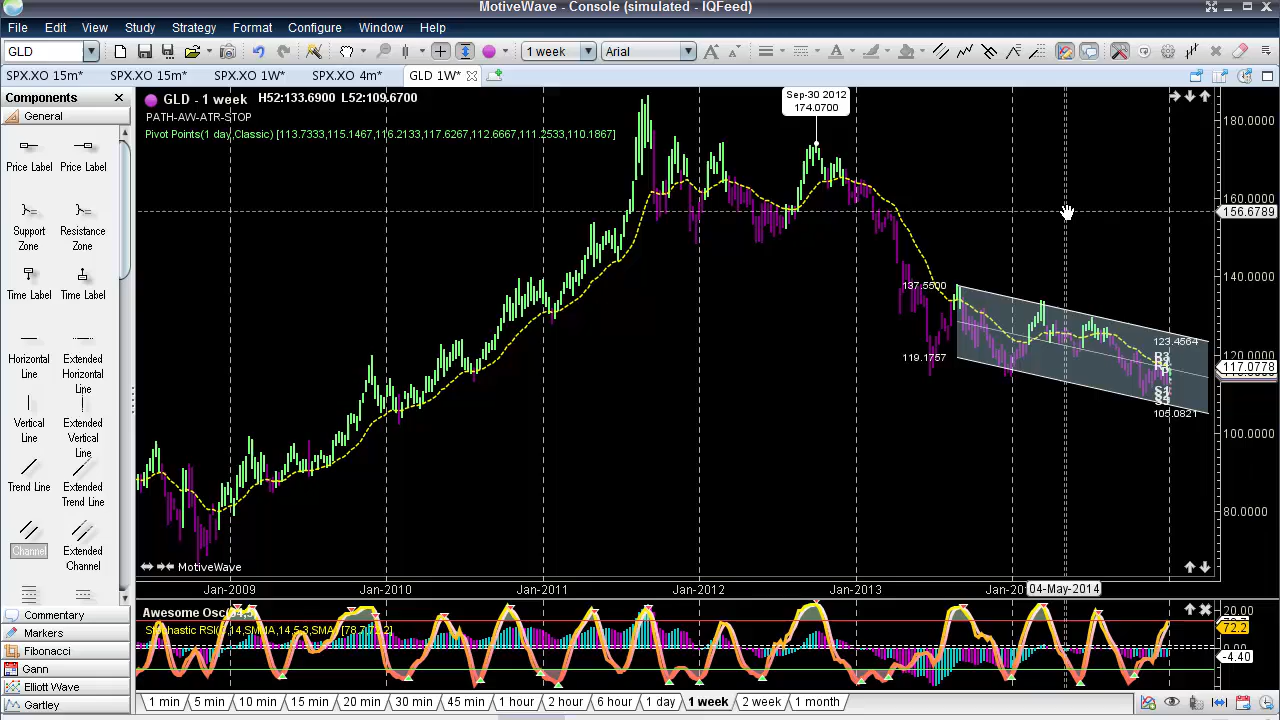 MotiveWave - Console (simulated - IQFeed)
File Edit View Study Strategy Format Configure Window Help
GLD 1 week Arial
SPX.XO 15m* SPX.XO 15m* SPX.XO 1W* SPX.XO 4m* GLD 1W*
Components
General
Price Label Price Label
Support Zone Resistance Zone
Time Label Time Label
Horizontal Line Extended Horizontal Line
Vertical Line Extended Vertical Line
Trend Line Extended Trend Line
Channel Extended Channel
Commentary
Markers
Fibonacci
Gann
Elliott Wave
Gartley
GLD - 1 week H52:133.6900 L52:109.6700
PATH-AW-ATR-STOP
Pivot Points(1 day,Classic) [113.7333,115.1467,116.2133,117.6267,112.6667,111.2533,110.1867]
Sep-30 2012
174.0700
180.0000
160.0000
156.6789
140.0000
137.5500
123.4564
119.1757
117.0778
105.0821
100.0000
80.0000
MotiveWave
Jan-2009 Jan-2010 Jan-2011 Jan-2012 Jan-2013 04-May-2014
20.00
72.2
-4.40
1 min 5 min 10 min 15 min 20 min 30 min 45 min 1 hour 2 hour 6 hour 1 day 1 week 2 week 1 month